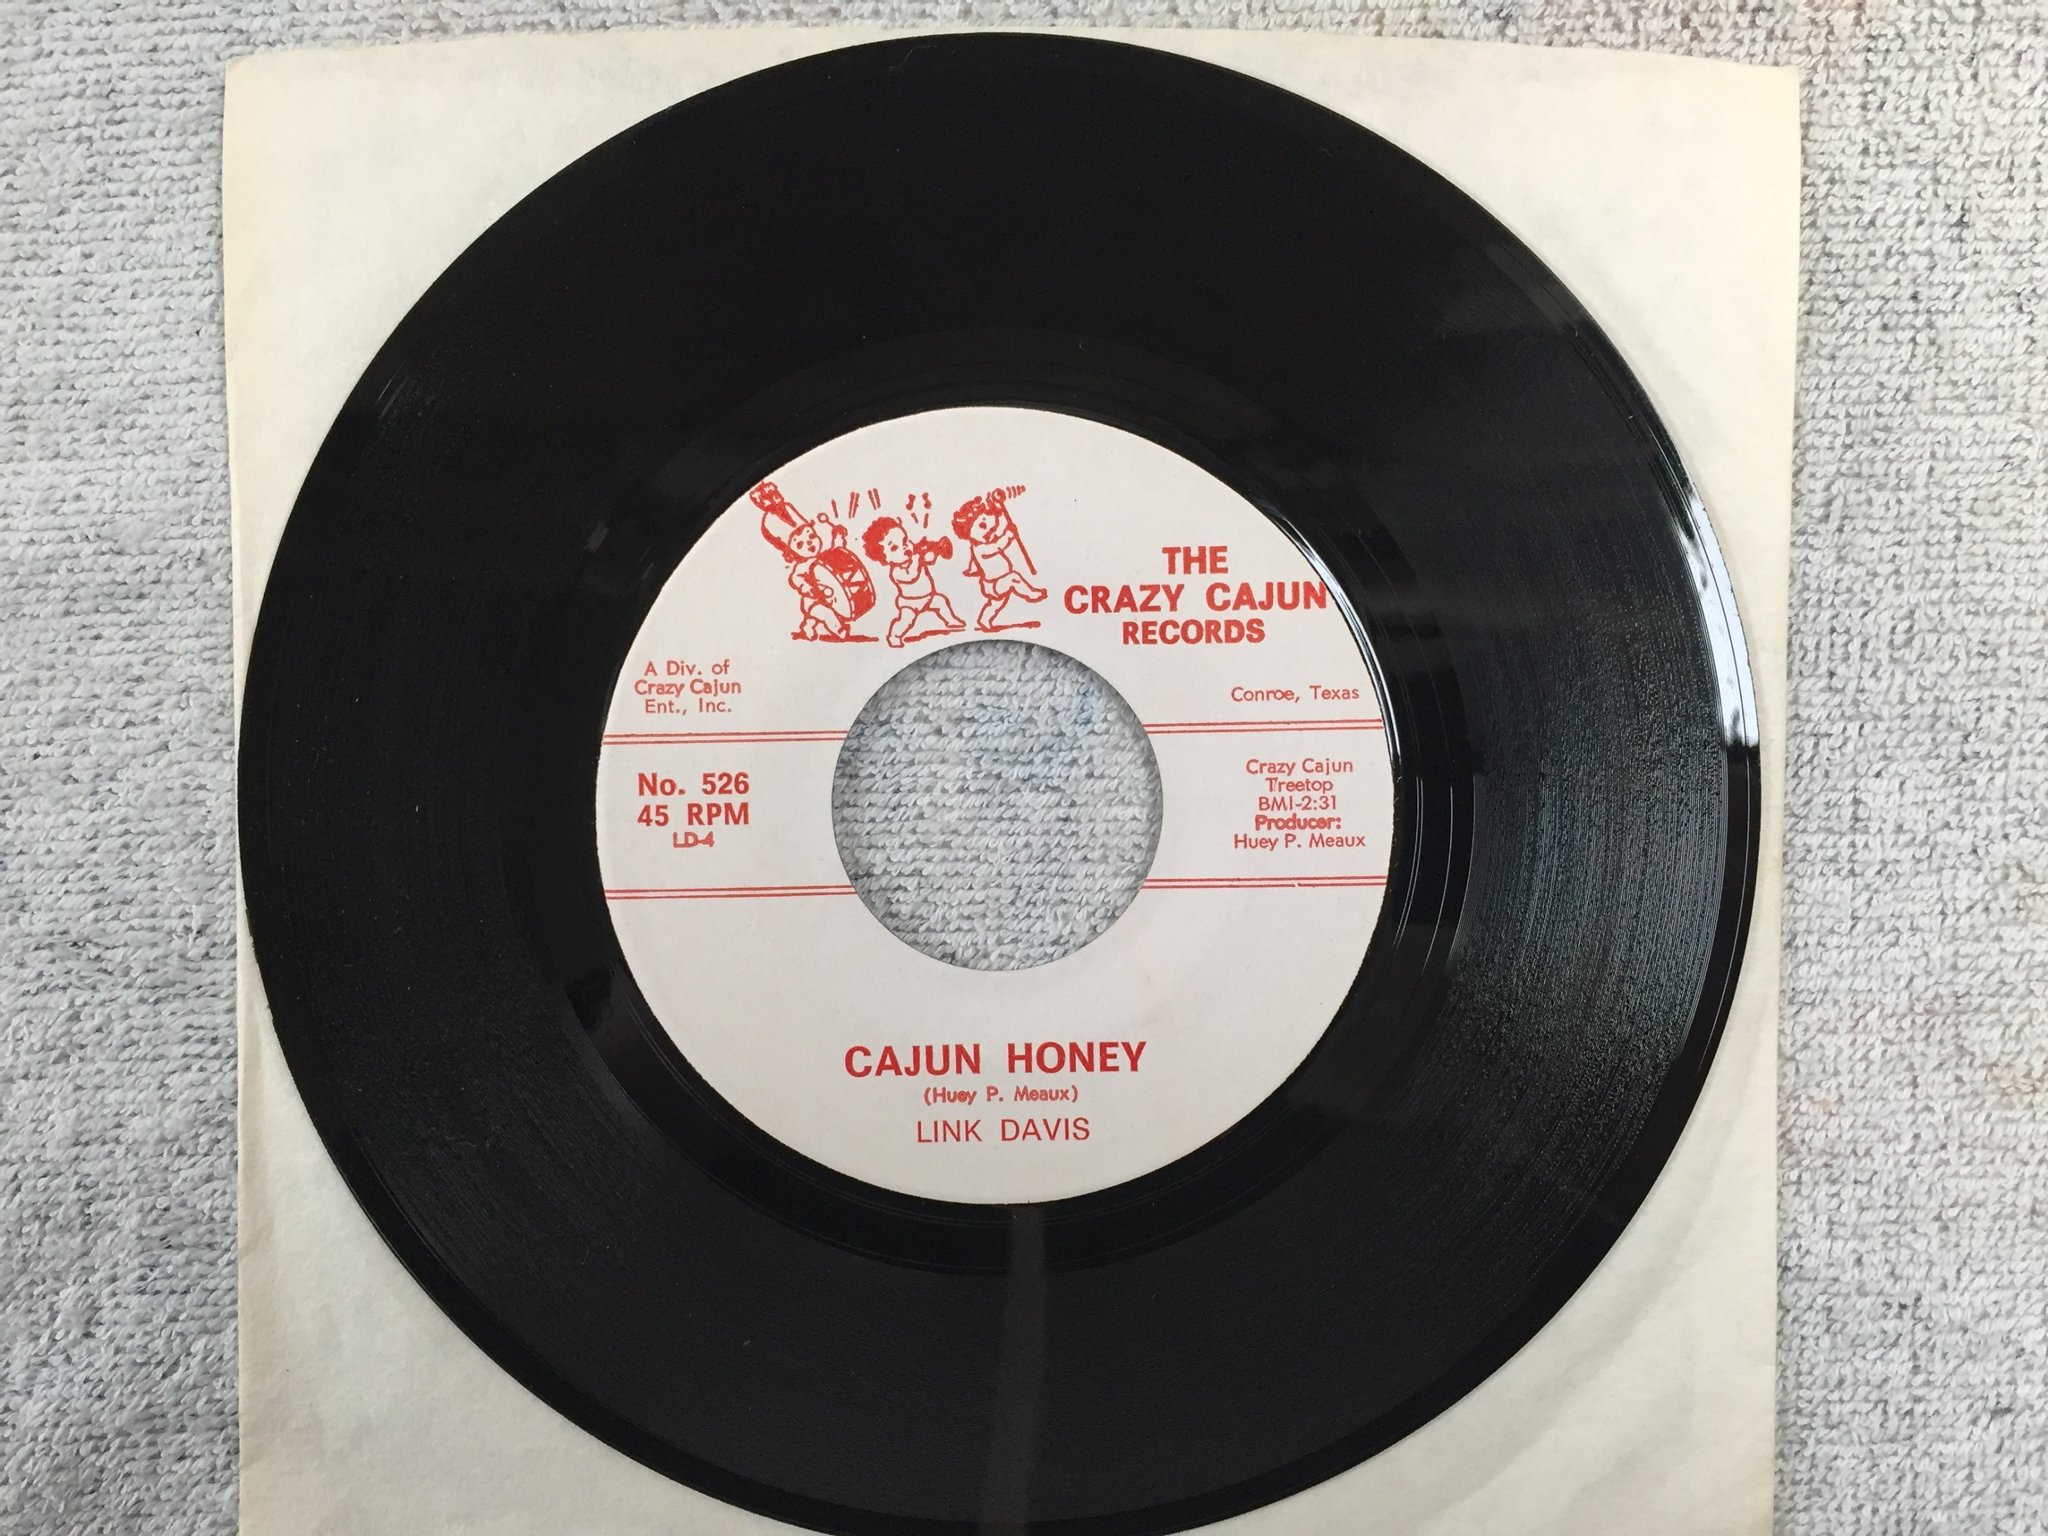 THE
CRAZY CAJUN
RECORDS
A Div. of
Crazy Cajun
Ent., Inc.
Conroe, Texas
No. 526
45 RPM
LD-4
Crazy Cajun
Treetop
BMI-2:31
Producer:
Huey P. Meaux
CAJUN HONEY
(Huey P. Meaux)
LINK DAVIS